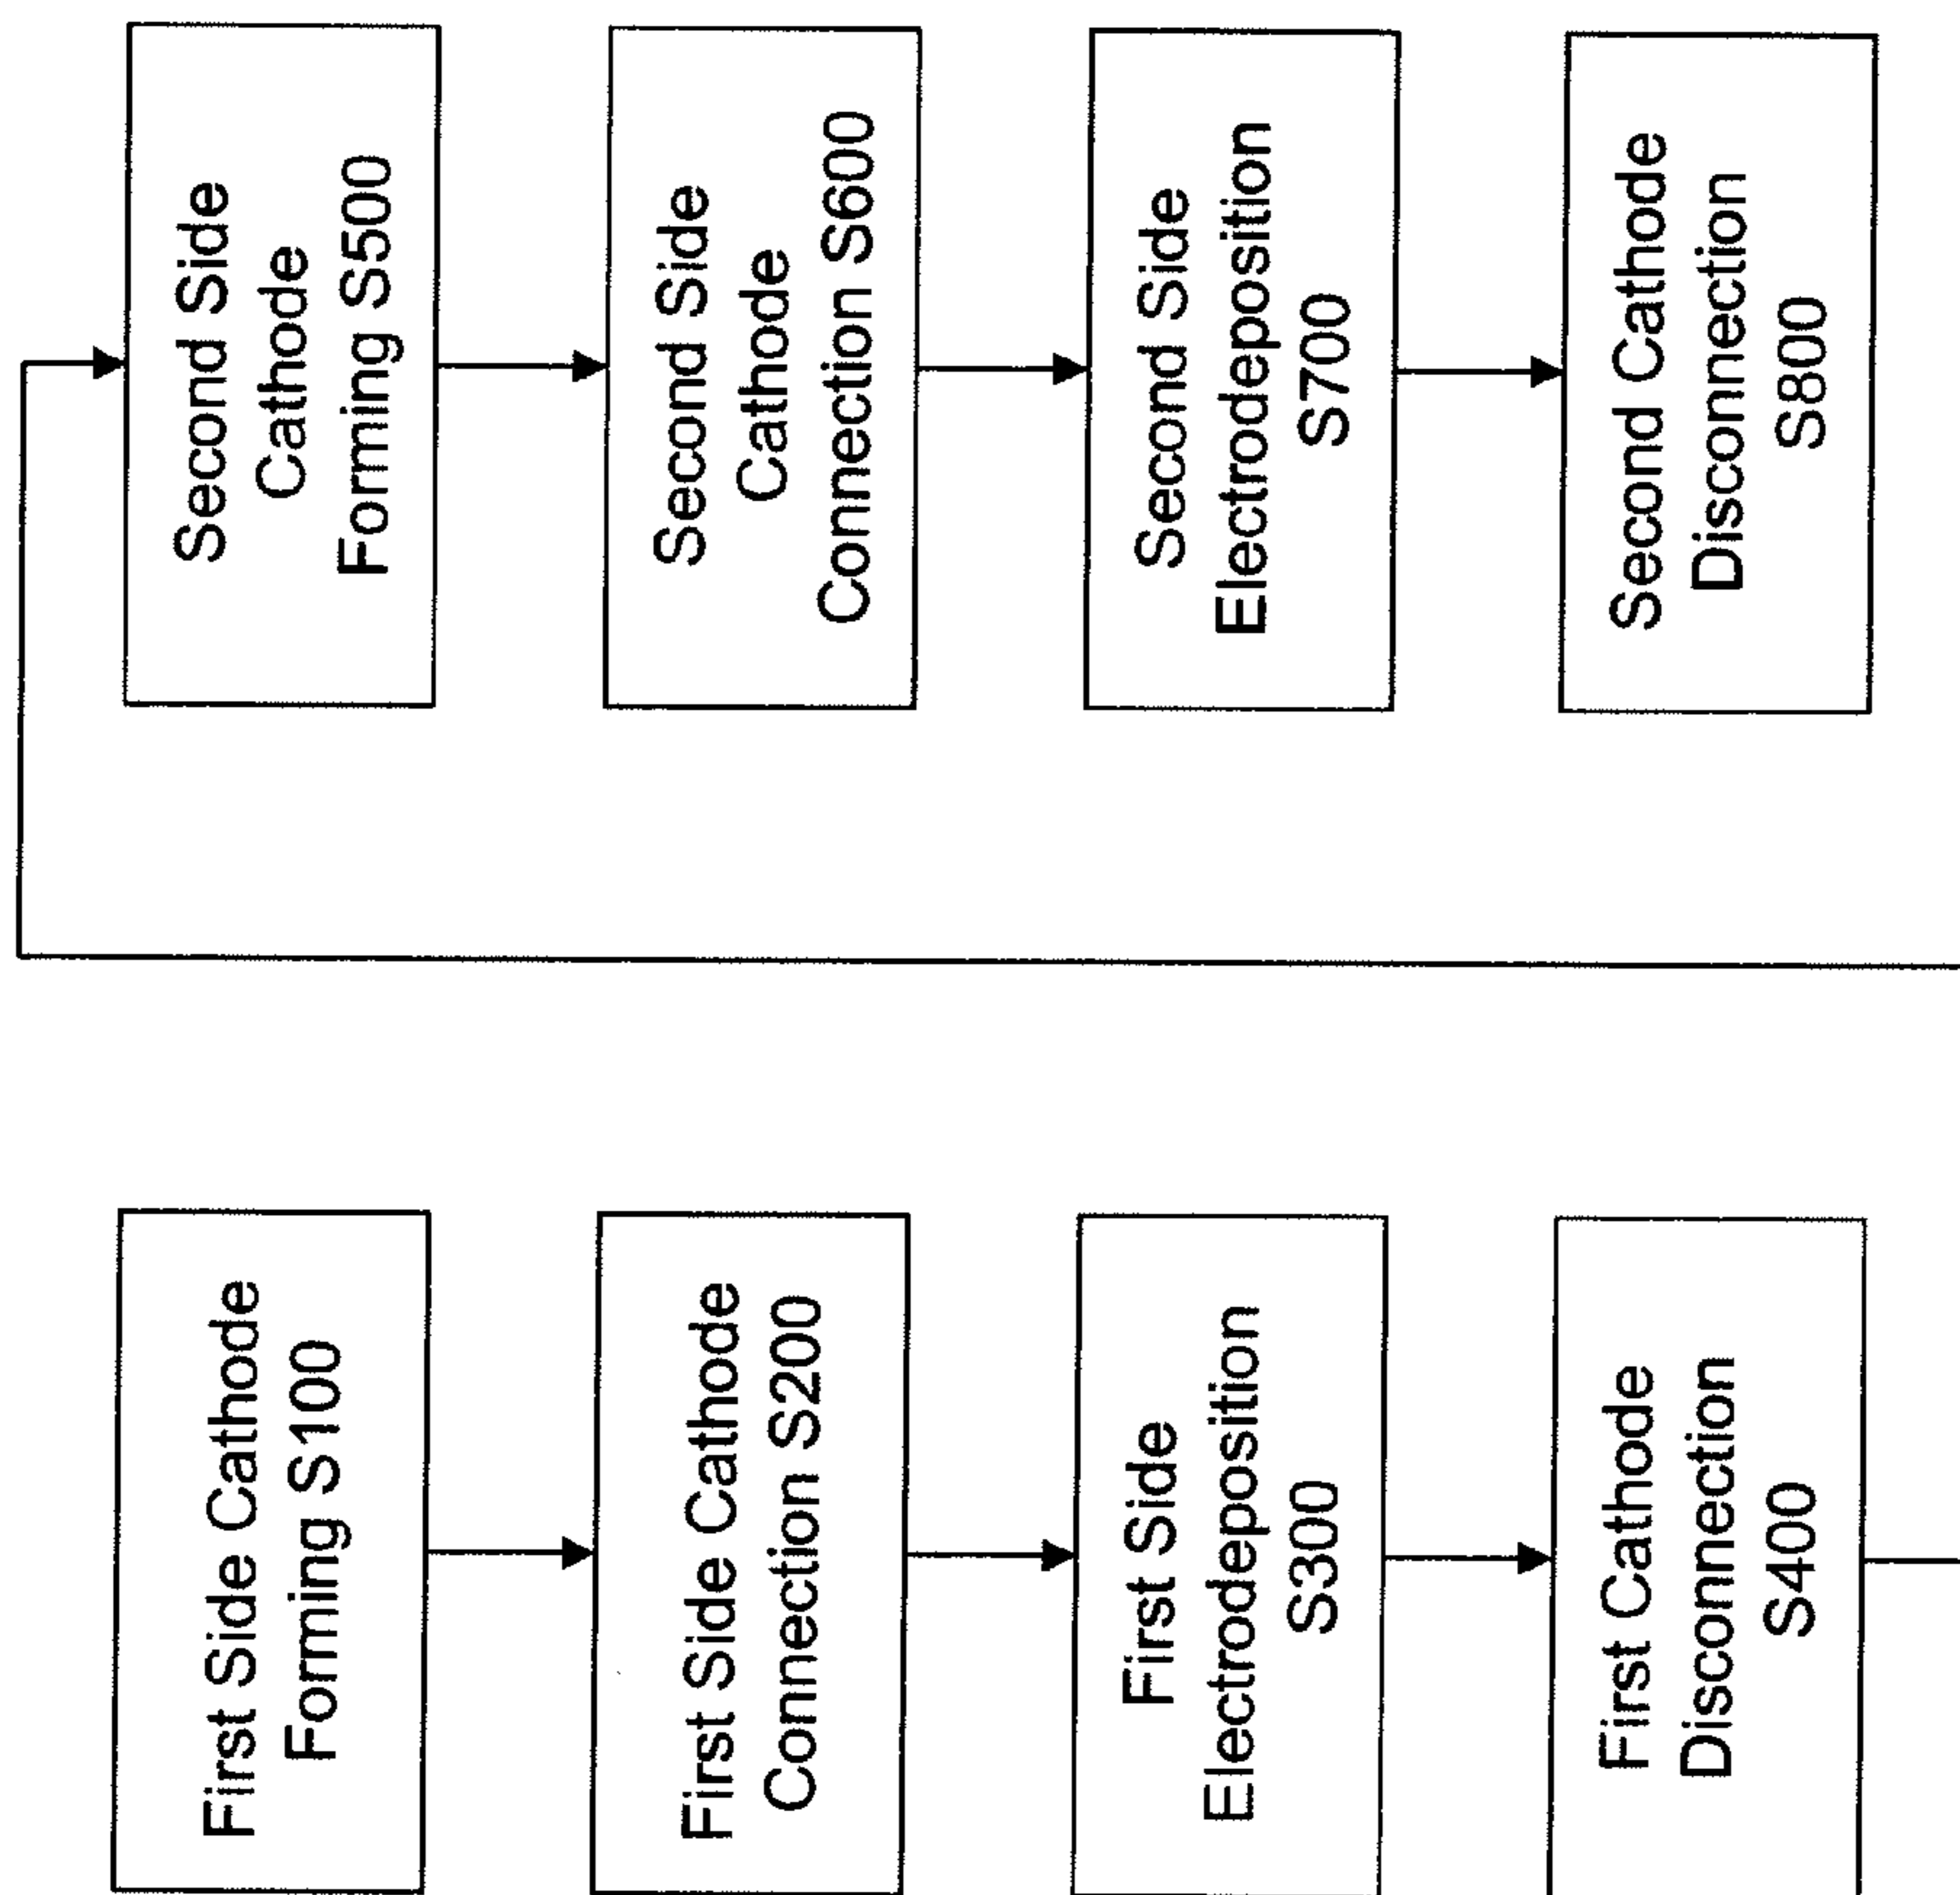 First Side Cathode
Forming S100
First Side Cathode
Connection S200
First Side
Electrodeposition
S300
First Cathode
Disconnection
S400
Second Side
Cathode
Forming S500
Second Side
Cathode
Connection S600
Second Side
Electrodeposition
S700
Second Cathode
Disconnection
S800